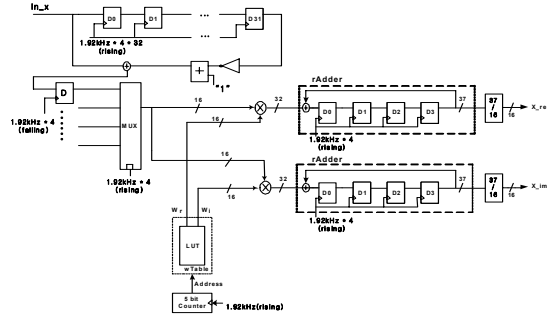 In_x
D0
D1
...
D31
...
1.92kHz * 4 * 32
(rising)
"1"
D
1.92kHz * 4
(falling)
MUX
1.92kHz * 4
(rising)
16
16
32
rAdder
D0
D1
D2
D3
37
1.92kHz * 4
(rising)
37
/
16
16
X_re
16
16
32
rAdder
D0
D1
D2
D3
37
1.92kHz * 4
(rising)
37
/
16
16
X_im
Wr
Wi
LUT
wTable
Address
5 bit
Counter
1.92kHz(rising)